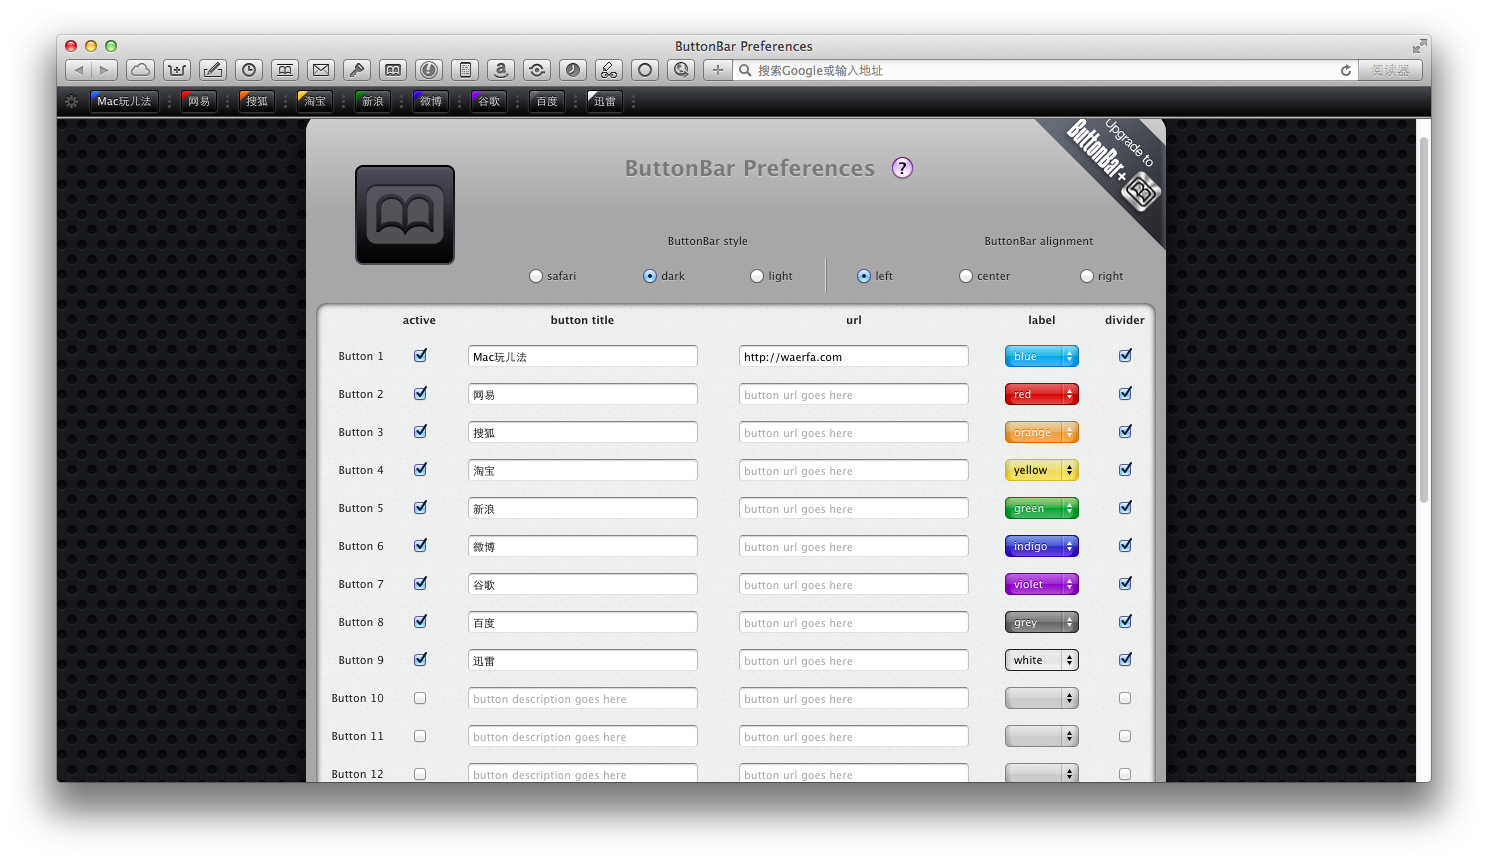 ButtonBar Preferences
搜索Google或输入地址
阅读器
Mac玩儿法 网易 搜狐 淘宝 新浪 微博 谷歌 百度 迅雷
Upgrade to
ButtonBar+
ButtonBar Preferences ?
ButtonBar style ButtonBar alignment
safari dark light left center right
active button title url label divider
Button 1 Mac玩儿法 http://waerfa.com blue
Button 2 网易 button url goes here red
Button 3 搜狐 button url goes here orange
Button 4 淘宝 button url goes here yellow
Button 5 新浪 button url goes here green
Button 6 微博 button url goes here indigo
Button 7 谷歌 button url goes here violet
Button 8 百度 button url goes here grey
Button 9 迅雷 button url goes here white
Button 10 button description goes here button url goes here
Button 11 button description goes here button url goes here
Button 12 button description goes here button url goes here